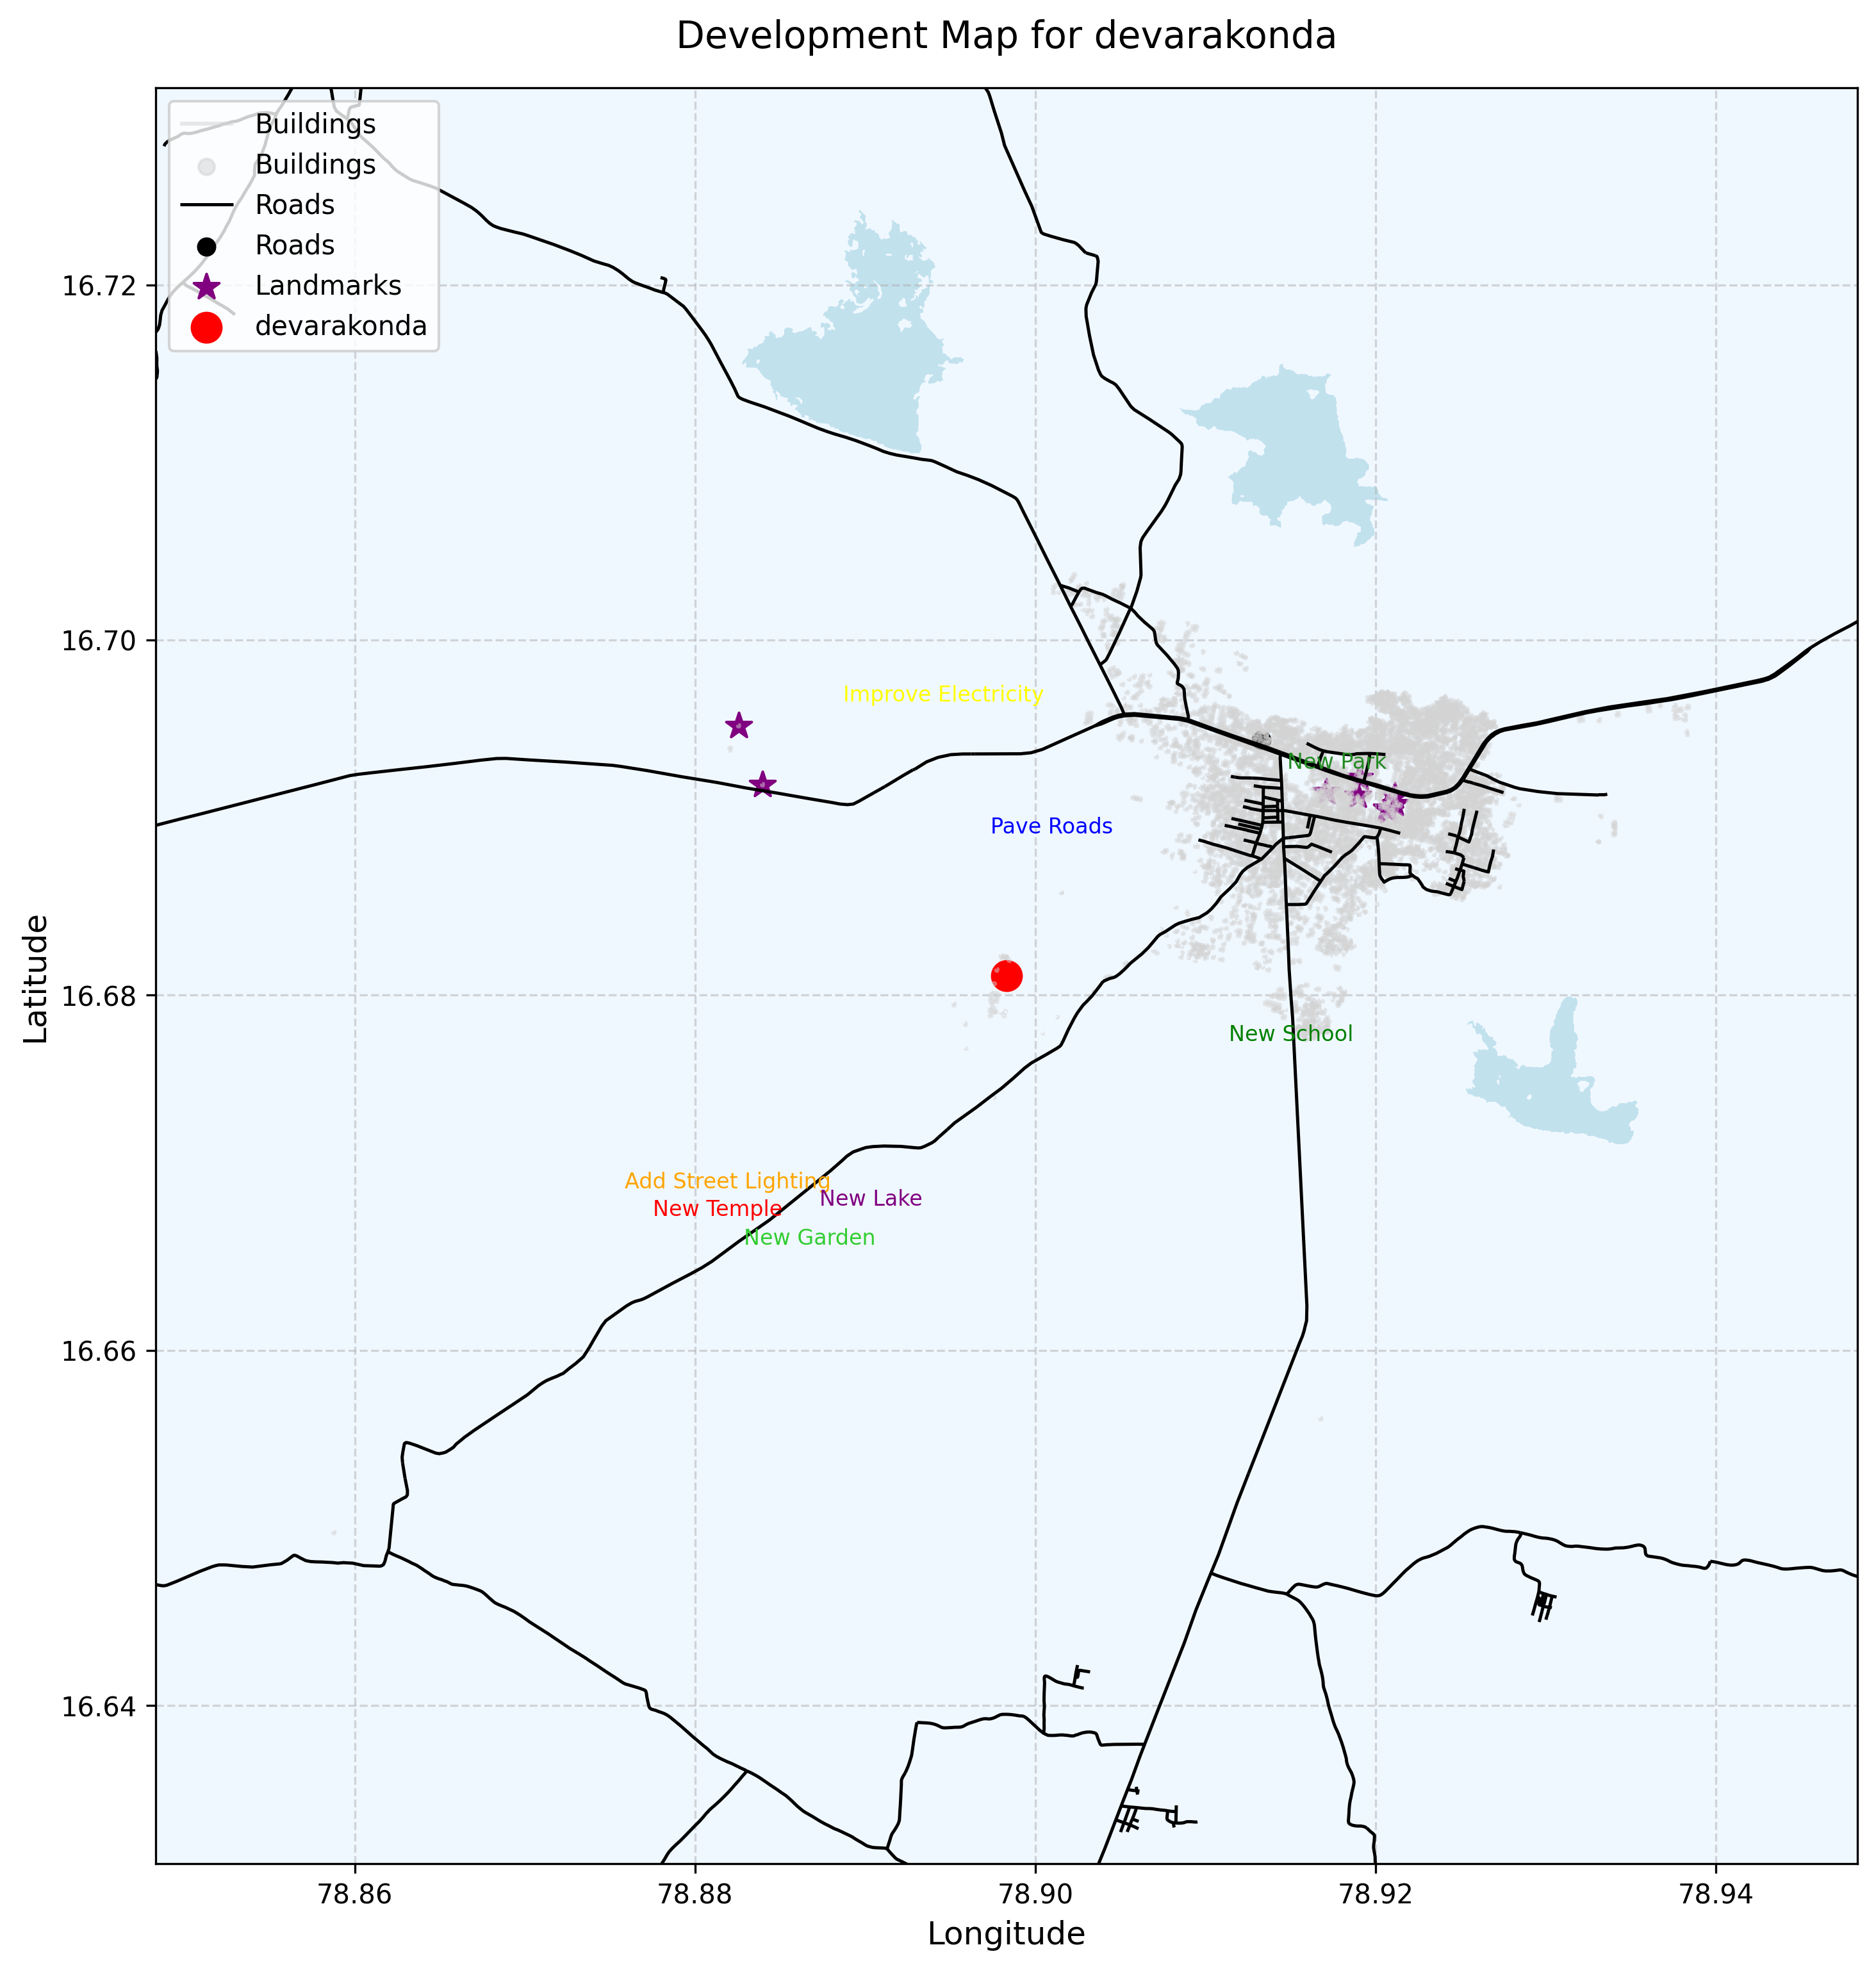 Development Map for devarakonda
Buildings
Buildings
Roads
Roads
Landmarks
devarakonda
16.72
16.70
16.68
16.66
16.64
Latitude
Improve Electricity
New Park
Pave Roads
New School
Add Street Lighting
New Lake
New Temple
New Garden
78.86
78.88
78.90
78.92
78.94
Longitude